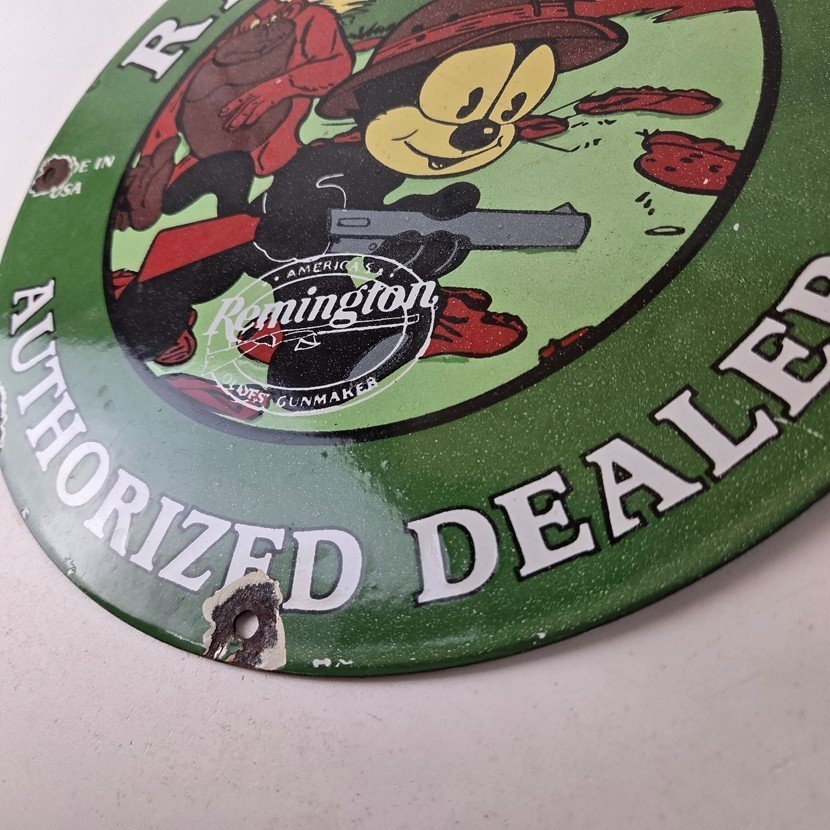 R
DE IN
USA
AMERICA'S
Remington
GUNMAKER
AUTHORIZED DEALER